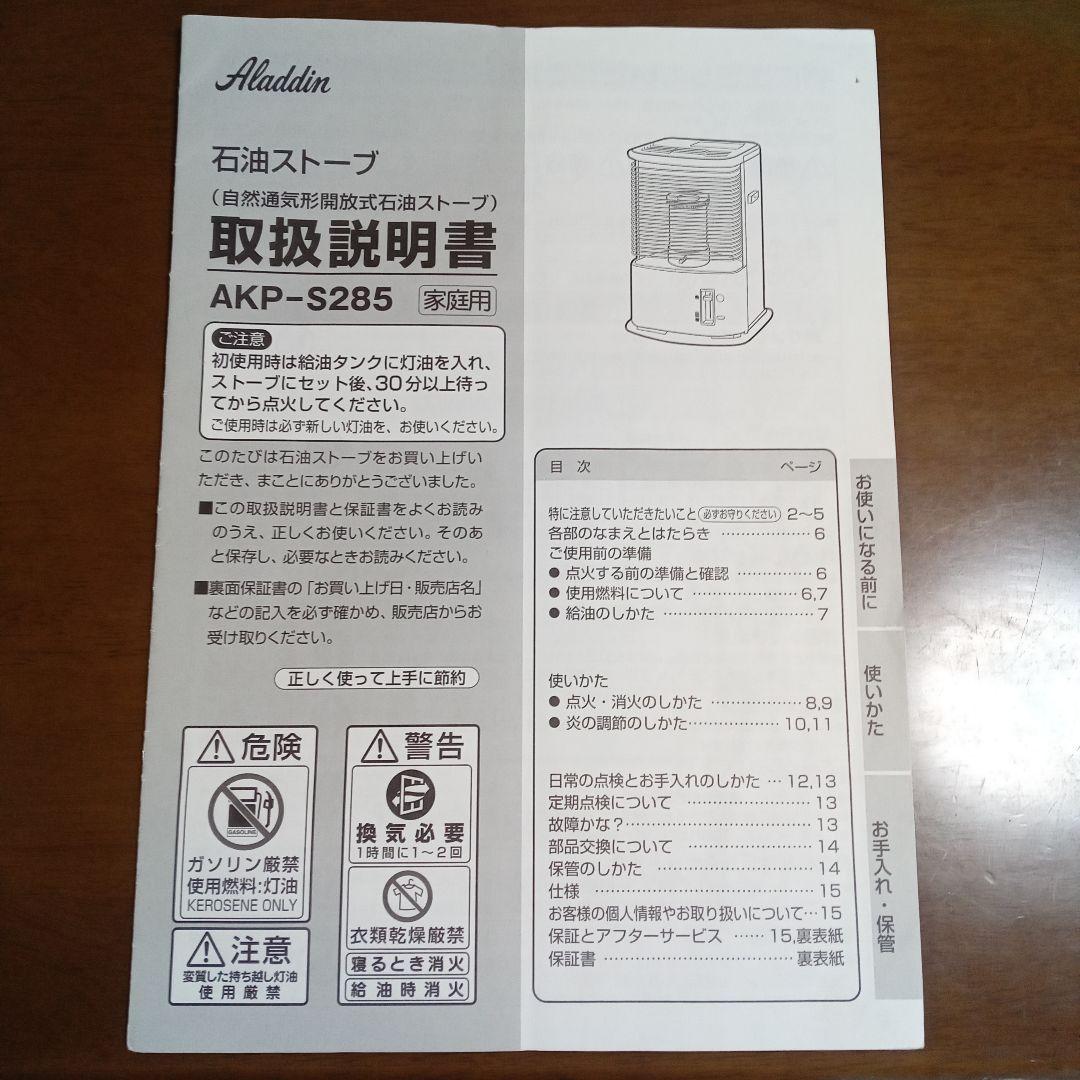 Aladdin
石油ストーブ
（自然通気形開放式石油ストーブ）
取扱説明書
AKP-S285 家庭用
ご注意
初使用時は給油タンクに灯油を入れ、
ストーブにセット後、30分以上待っ
てから点火してください。
ご使用時は必ず新しい灯油を、お使いください。
このたびは石油ストーブをお買い上げい
ただき、まことにありがとうございました。
■この取扱説明書と保証書をよくお読み
のうえ、正しくお使いください。そのあ
と保存し、必要なときお読みください。
■裏面保証書の「お買い上げ日・販売店名」
などの記入を必ず確かめ、販売店からお
受け取りください。
正しく使って上手に節約
危険
GASOLINE
ガソリン厳禁
使用燃料:灯油
KEROSENE ONLY
注意
変質した持ち越し灯油
使用厳禁
警告
換気必要
1時間に1～2回
衣類乾燥厳禁
寝るとき消火
給油時消火
目次 ページ
特に注意していただきたいこと 必ずお守りください 2～5
各部のなまえとはたらき ……………… 6
ご使用前の準備
● 点火する前の準備と確認 …………… 6
● 使用燃料について ………………… 6,7
● 給油のしかた ……………………… 7
使いかた
● 点火・消火のしかた ……………… 8,9
● 炎の調節のしかた ……………… 10,11
日常の点検とお手入れのしかた … 12,13
定期点検について …………………… 13
故障かな？…………………………… 13
部品交換について …………………… 14
保管のしかた ………………………… 14
仕様 …………………………………… 15
お客様の個人情報やお取り扱いについて…15
保証とアフターサービス …… 15,裏表紙
保証書 ……………………………… 裏表紙
お使いになる前に
使いかた
お手入れ・保管